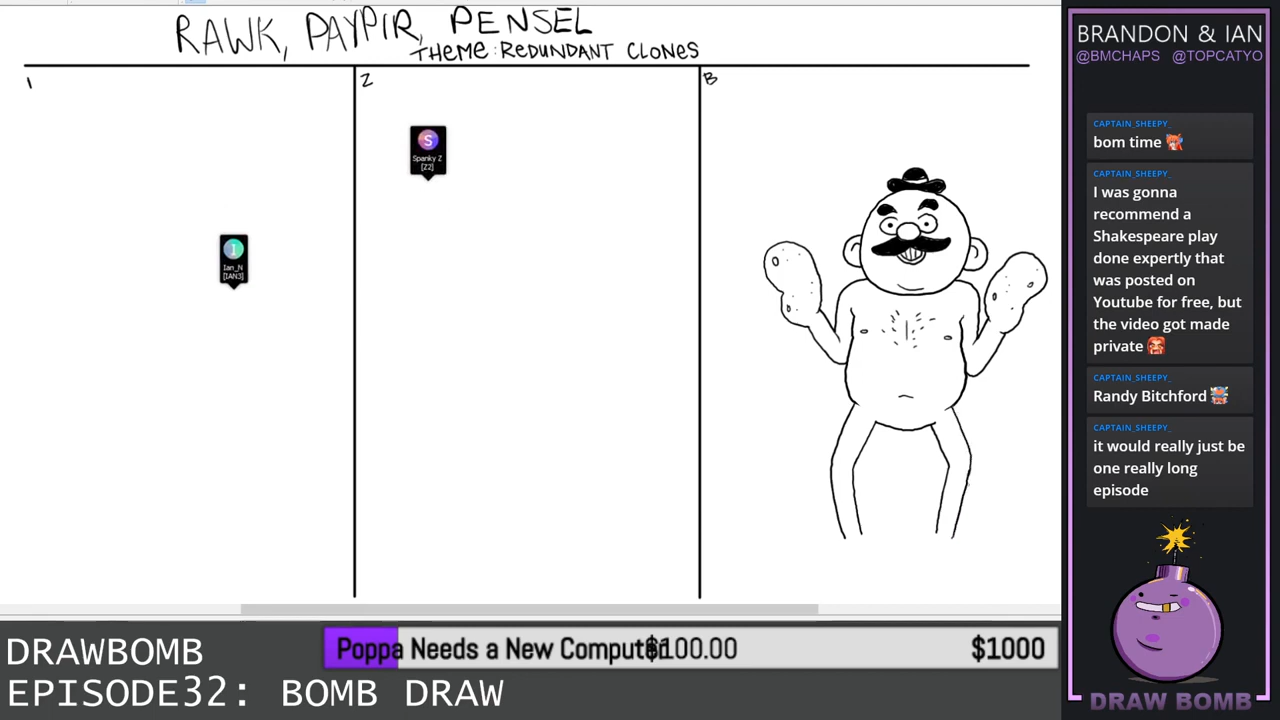 RAWK, PAYPIR, PENSEL
THEME: REDUNDANT CLONES
1
2
B
S
Spanky Z
[Z2]
I
Ian_N
[IAN3]
BRANDON & IAN
@BMCHAPS @TOPCATYO
CAPTAIN_SHEEPY_
bom time
CAPTAIN_SHEEPY_
I was gonna
recommend a
Shakespeare play
done expertly that
was posted on
Youtube for free, but
the video got made
private
CAPTAIN_SHEEPY_
Randy Bitchford
CAPTAIN_SHEEPY_
it would really just be
one really long
episode
DRAW BOMB
DRAWBOMB
EPISODE32: BOMB DRAW
Poppa Needs a New Computer
$100.00
$1000